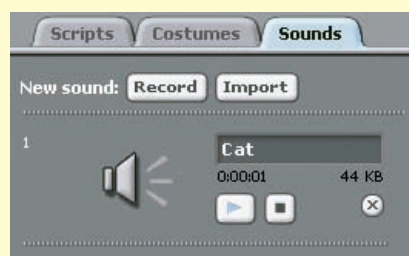 Scripts Costumes Sounds
New sound: Record Import
1
Cat
0:00:01 44 KB